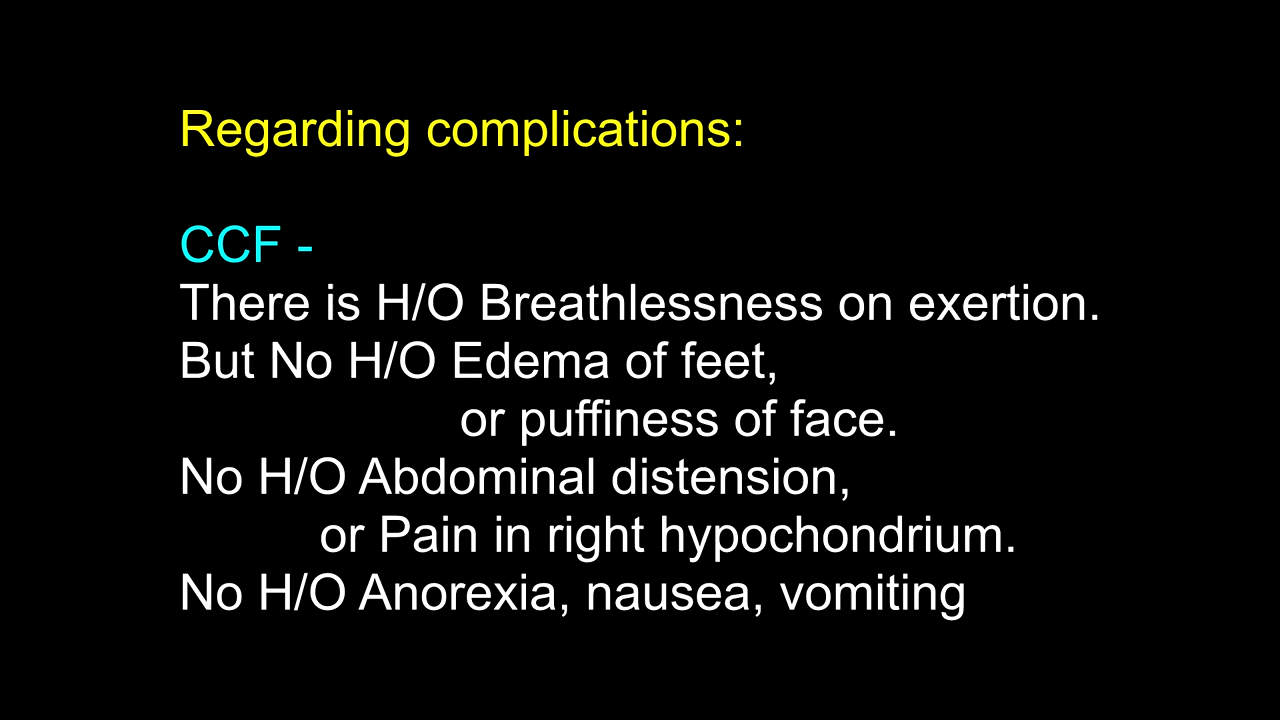 Regarding complications:
CCF -
There is H/O Breathlessness on exertion.
But No H/O Edema of feet,
or puffiness of face.
No H/O Abdominal distension,
or Pain in right hypochondrium.
No H/O Anorexia, nausea, vomiting